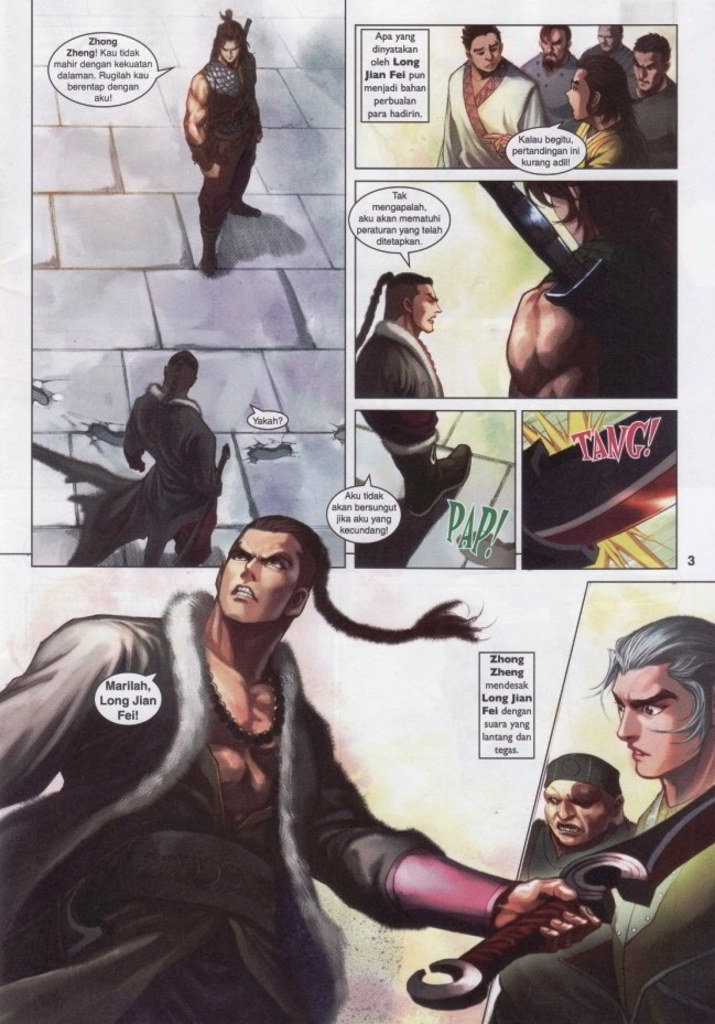 Zhong
Zheng! Kau tidak
mahir dengan kekuatan
dalaman. Rugilah kau
berentap dengan
aku!
Yakah?
Apa yang
dinyatakan
oleh Long
Jian Fei pun
menjadi bahan
perbualan
para hadirin.
Kalau begitu,
pertandingan ini
kurang adil!
Tak
mengapalah,
aku akan mematuhi
peraturan yang telah
ditetapkan.
Aku tidak
akan bersungut
jika aku yang
kecundang!
PAP!
TANG!
3
Marilah,
Long Jian
Fei!
Zhong
Zheng
mendesak
Long Jian
Fei dengan
suara yang
lantang dan
tegas.